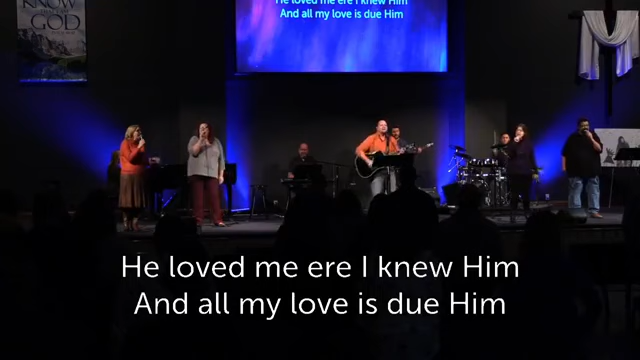 KNOW
GOD
He loved me ere I knew Him
And all my love is due Him
He loved me ere I knew Him
And all my love is due Him